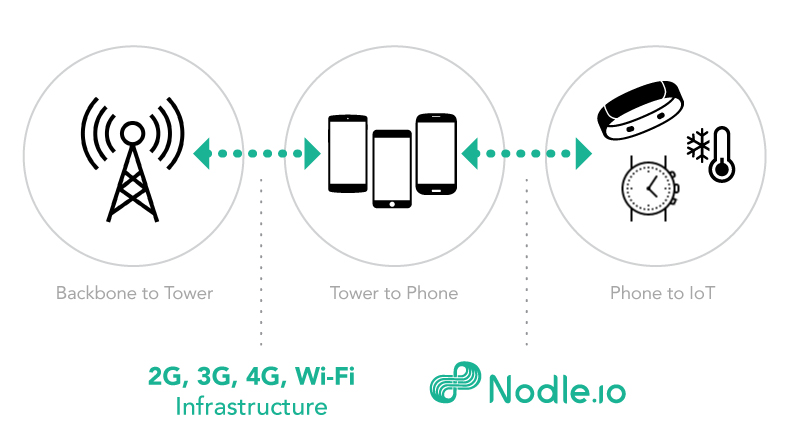 Backbone to Tower
Tower to Phone
Phone to IoT
2G, 3G, 4G, Wi-Fi
Infrastructure
Nodle.io